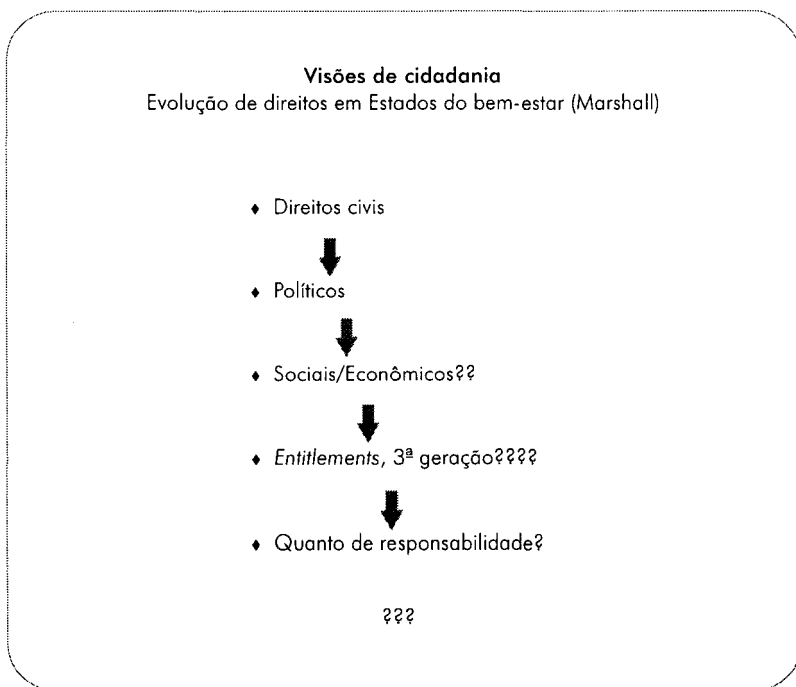 Visões de cidadania
Evolução de direitos em Estados do bem-estar (Marshall)
♦ Direitos civis
♦ Políticos
♦ Sociais/Econômicos??
♦ Entitlements, 3ª geração????
♦ Quanto de responsabilidade?
???